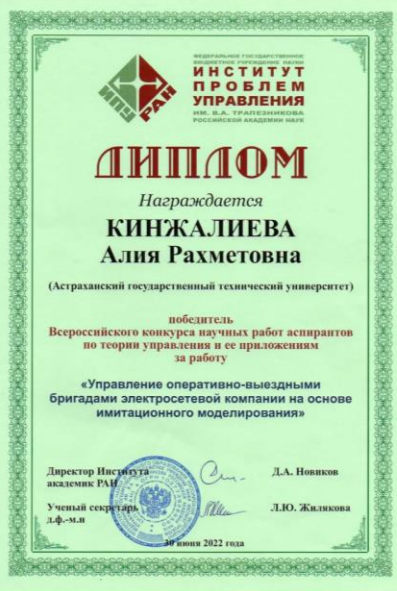 ИПУ РАН
ФЕДЕРАЛЬНОЕ ГОСУДАРСТВЕННОЕ
БЮДЖЕТНОЕ УЧРЕЖДЕНИЕ НАУКИ
ИНСТИТУТ
ПРОБЛЕМ
УПРАВЛЕНИЯ
ИМ. В.А. ТРАПЕЗНИКОВА
РОССИЙСКОЙ АКАДЕМИИ НАУК
ДИПЛОМ
Награждается
КИНЖАЛИЕВА
Алия Рахметовна
(Астраханский государственный технический университет)
победитель
Всероссийского конкурса научных работ аспирантов
по теории управления и ее приложениям
за работу
«Управление оперативно-выездными
бригадами электросетевой компании на основе
имитационного моделирования»
Директор Института
академик РАН
Д.А. Новиков
Ученый секретарь
д.ф.-м.н
Л.Ю. Жилякова
30 июня 2022 года